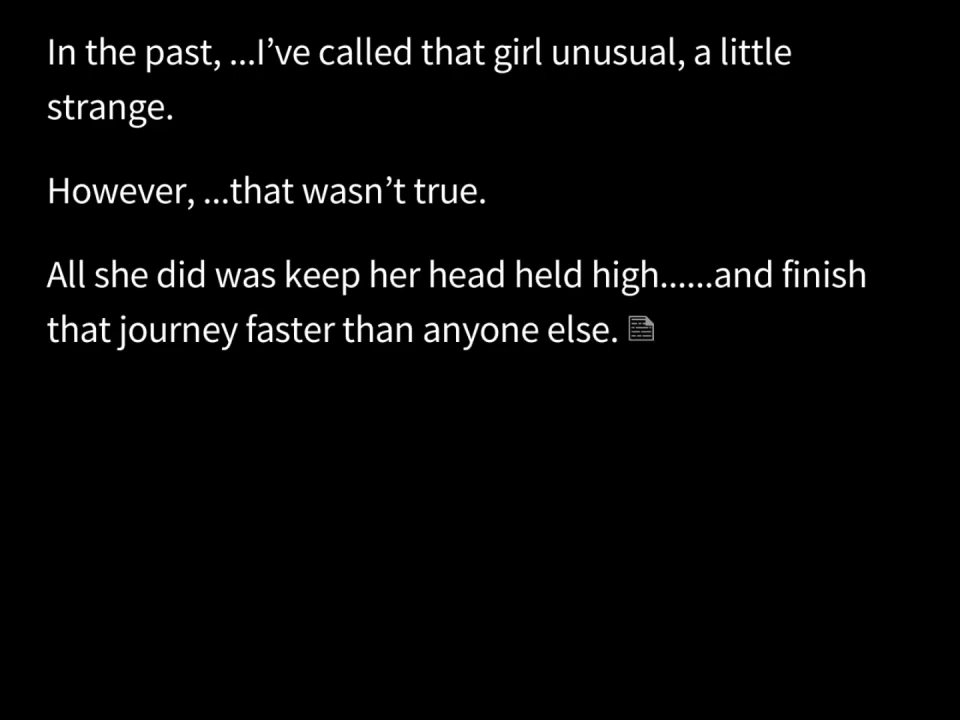 In the past, ...I’ve called that girl unusual, a little
strange.
However, ...that wasn’t true.
All she did was keep her head held high......and finish
that journey faster than anyone else.